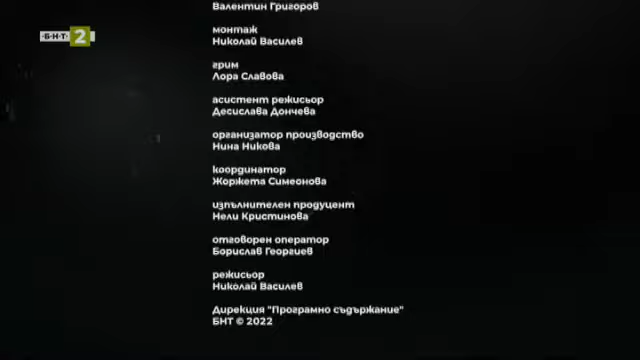 Валентин Григоров
БНТ 2
монтаж
Николай Василев
грим
Лора Славова
асистент режисьор
Десислава Дончева
организатор производство
Нина Никова
координатор
Жоржета Симеонова
изпълнителен продуцент
Нели Кристинова
отговорен оператор
Борислав Георгиев
режисьор
Николай Василев
Дирекция "Програмно съдържание"
БНТ © 2022